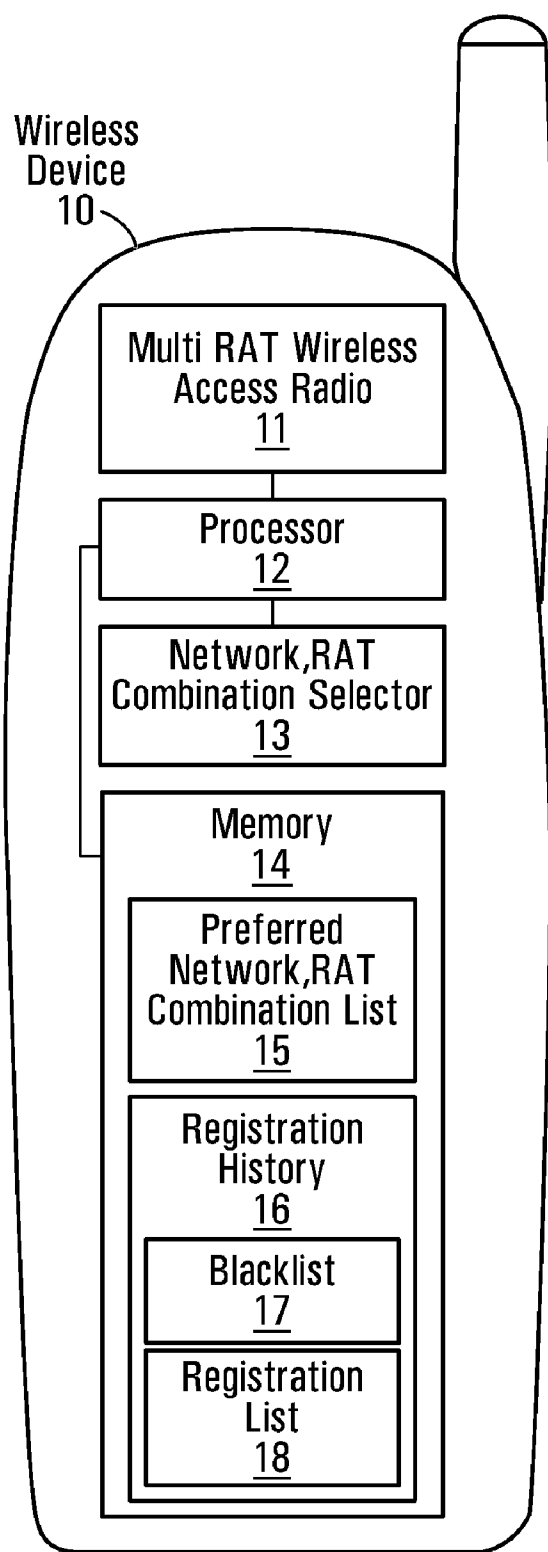 Wireless
Device
10
Multi RAT Wireless
Access Radio
11
Processor
12
Network,RAT
Combination Selector
13
Memory
14
Preferred
Network,RAT
Combination List
15
Registration
History
16
Blacklist
17
Registration
List
18